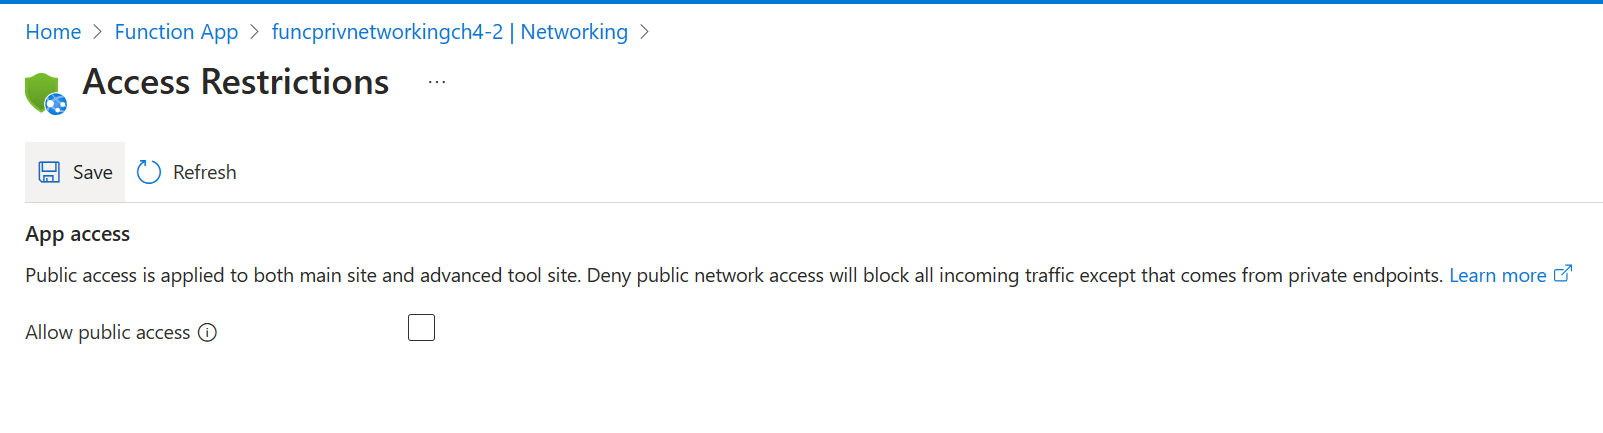 Home > Function App > funcprivnetworkingch4-2 | Networking >
Access Restrictions ...
Save Refresh
App access
Public access is applied to both main site and advanced tool site. Deny public network access will block all incoming traffic except that comes from private endpoints. Learn more
Allow public access